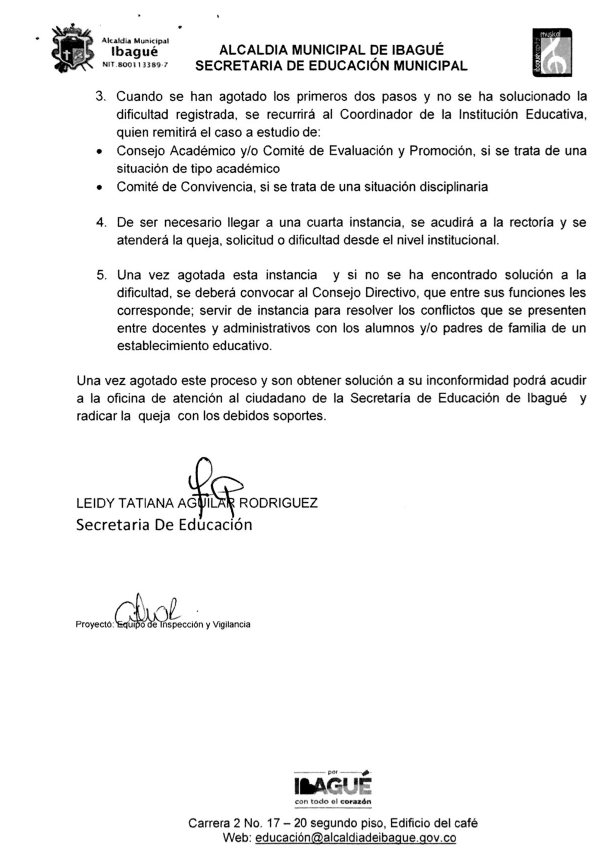 Alcaldía Municipal
Ibagué
NIT.800113389-7
ALCALDIA MUNICIPAL DE IBAGUÉ
SECRETARIA DE EDUCACIÓN MUNICIPAL
musical
3. Cuando se han agotado los primeros dos pasos y no se ha solucionado la
dificultad registrada, se recurrirá al Coordinador de la Institución Educativa,
quien remitirá el caso a estudio de:
• Consejo Académico y/o Comité de Evaluación y Promoción, si se trata de una
situación de tipo académico
• Comité de Convivencia, si se trata de una situación disciplinaria
4. De ser necesario llegar a una cuarta instancia, se acudirá a la rectoría y se
atenderá la queja, solicitud o dificultad desde el nivel institucional.
5. Una vez agotada esta instancia y si no se ha encontrado solución a la
dificultad, se deberá convocar al Consejo Directivo, que entre sus funciones les
corresponde; servir de instancia para resolver los conflictos que se presenten
entre docentes y administrativos con los alumnos y/o padres de familia de un
establecimiento educativo.
Una vez agotado este proceso y son obtener solución a su inconformidad podrá acudir
a la oficina de atención al ciudadano de la Secretaría de Educación de Ibagué y
radicar la queja con los debidos soportes.
LEIDY TATIANA AGUILAR RODRIGUEZ
Secretaria De Educación
Proyectó: Equipo de Inspección y Vigilancia
por
IBAGUÉ
con todo el corazón
Carrera 2 No. 17 – 20 segundo piso, Edificio del café
Web: educación@alcaldiadeibague.gov.co